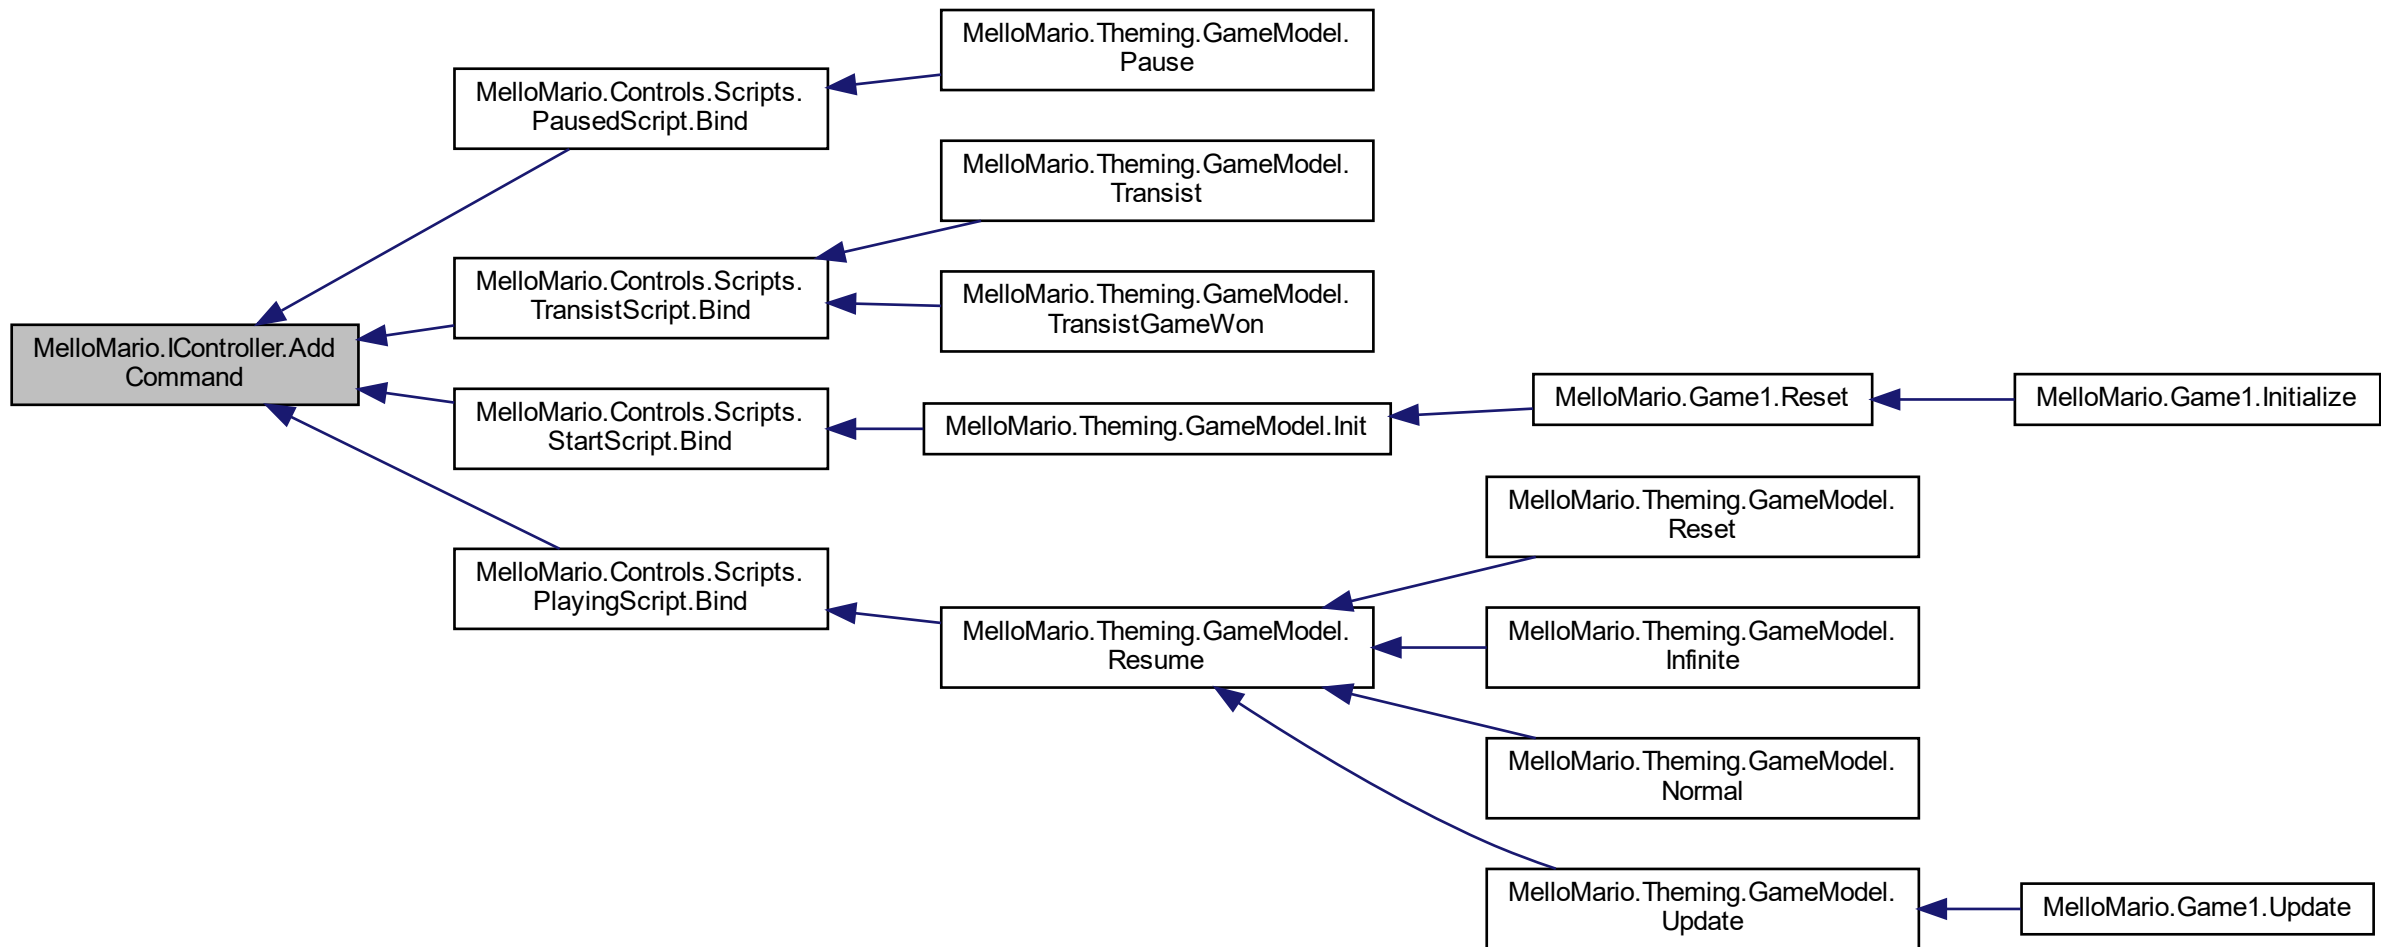 MelloMario.IController.Add
Command
MelloMario.Controls.Scripts.
PausedScript.Bind
MelloMario.Theming.GameModel.
Pause
MelloMario.Controls.Scripts.
TransistScript.Bind
MelloMario.Theming.GameModel.
Transist
MelloMario.Theming.GameModel.
TransistGameWon
MelloMario.Controls.Scripts.
StartScript.Bind
MelloMario.Theming.GameModel.Init
MelloMario.Game1.Reset
MelloMario.Game1.Initialize
MelloMario.Controls.Scripts.
PlayingScript.Bind
MelloMario.Theming.GameModel.
Resume
MelloMario.Theming.GameModel.
Reset
MelloMario.Theming.GameModel.
Infinite
MelloMario.Theming.GameModel.
Normal
MelloMario.Theming.GameModel.
Update
MelloMario.Game1.Update